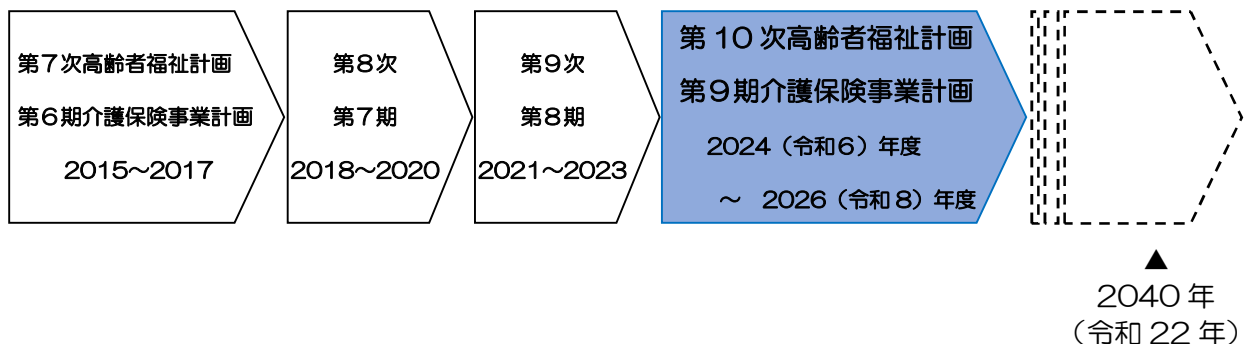 第７次高齢者福祉計画
第６期介護保険事業計画
2015～2017
第８次
第７期
2018～2020
第９次
第８期
2021～2023
第 10 次高齢者福祉計画
第９期介護保険事業計画
2024（令和６）年度
～ 2026（令和８）年度
▲
2040 年
（令和 22 年）